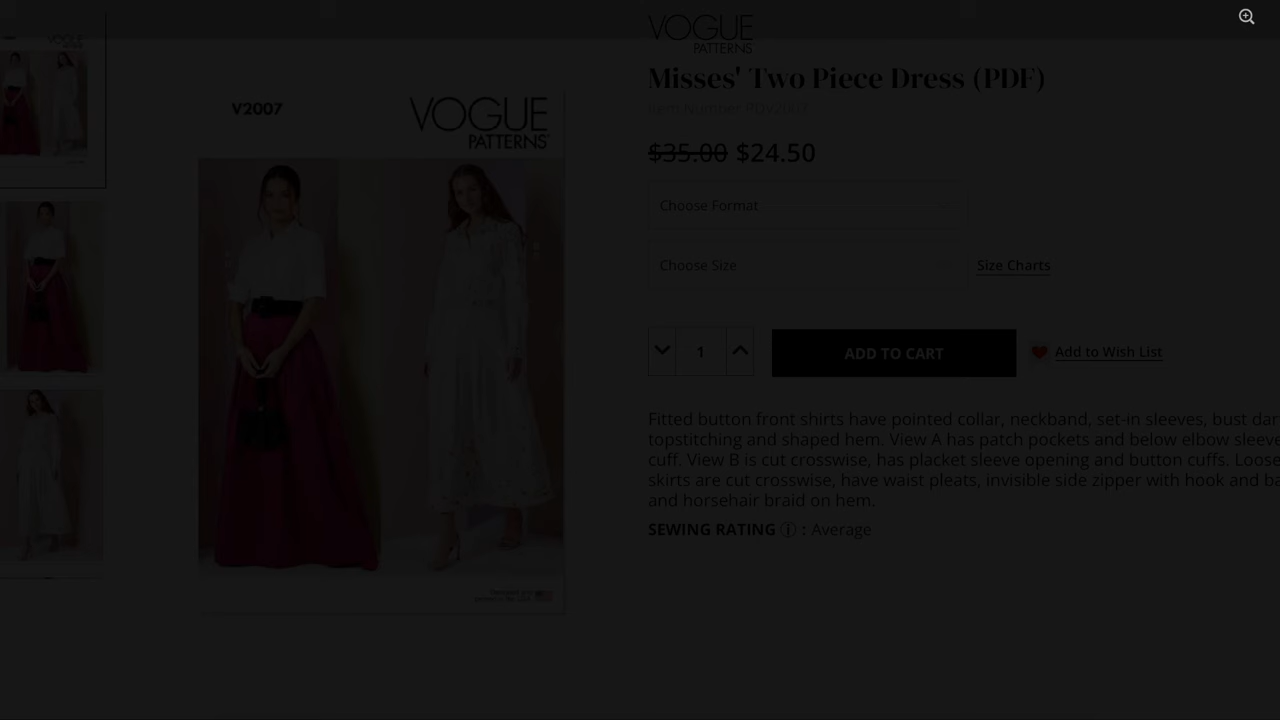 VOGUE
PATTERNS
Misses' Two Piece Dress (PDF)
Item Number
V2007
VOGUE
PATTERNS
$35.00 $24.50
Choose Format
Choose Size
Size Charts
1
ADD TO CART
Add to Wish List
Fitted button front shirts have pointed collar, neckband, set-in sleeves, bust dar
topstitching and shaped hem. View A has patch pockets and below elbow sleeve
cuff. View B is cut crosswise, has placket sleeve opening and button cuffs. Loose
skirts are cut crosswise, have waist pleats, invisible side zipper with hook and ba
and horsehair braid on hem.
SEWING RATING ⓘ : Average